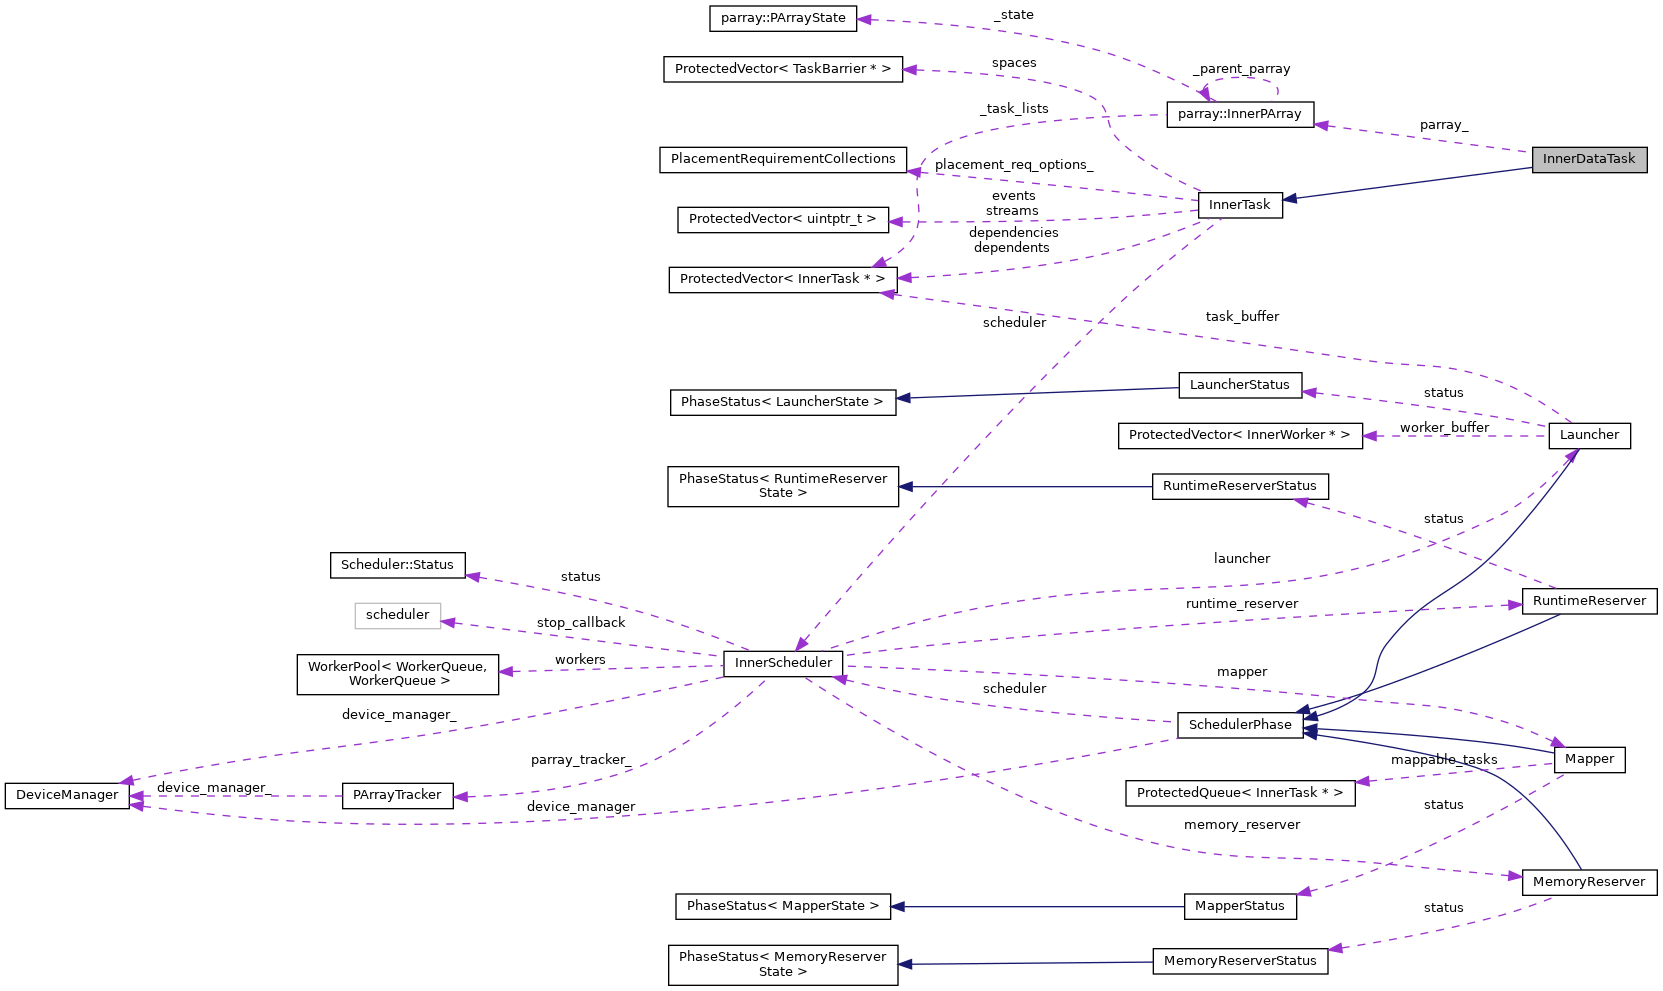 parray::PArrayState
_state
ProtectedVector< TaskBarrier * >
spaces
_parent_parray
_task_lists
parray::InnerPArray
parray_
InnerDataTask
PlacementRequirementCollections
placement_req_options_
InnerTask
ProtectedVector< uintptr_t >
events
streams
dependencies
dependents
ProtectedVector< InnerTask * >
scheduler
task_buffer
LauncherStatus
status
PhaseStatus< LauncherState >
ProtectedVector< InnerWorker * >
worker_buffer
Launcher
PhaseStatus< RuntimeReserver
State >
RuntimeReserverStatus
status
launcher
Scheduler::Status
status
scheduler
stop_callback
runtime_reserver
RuntimeReserver
WorkerPool< WorkerQueue,
WorkerQueue >
workers
InnerScheduler
mapper
scheduler
device_manager_
SchedulerPhase
parray_tracker_
Mapper
mappable_tasks
DeviceManager
device_manager_
PArrayTracker
device_manager
ProtectedQueue< InnerTask * >
status
memory_reserver
MemoryReserver
PhaseStatus< MapperState >
MapperStatus
status
PhaseStatus< MemoryReserver
State >
MemoryReserverStatus